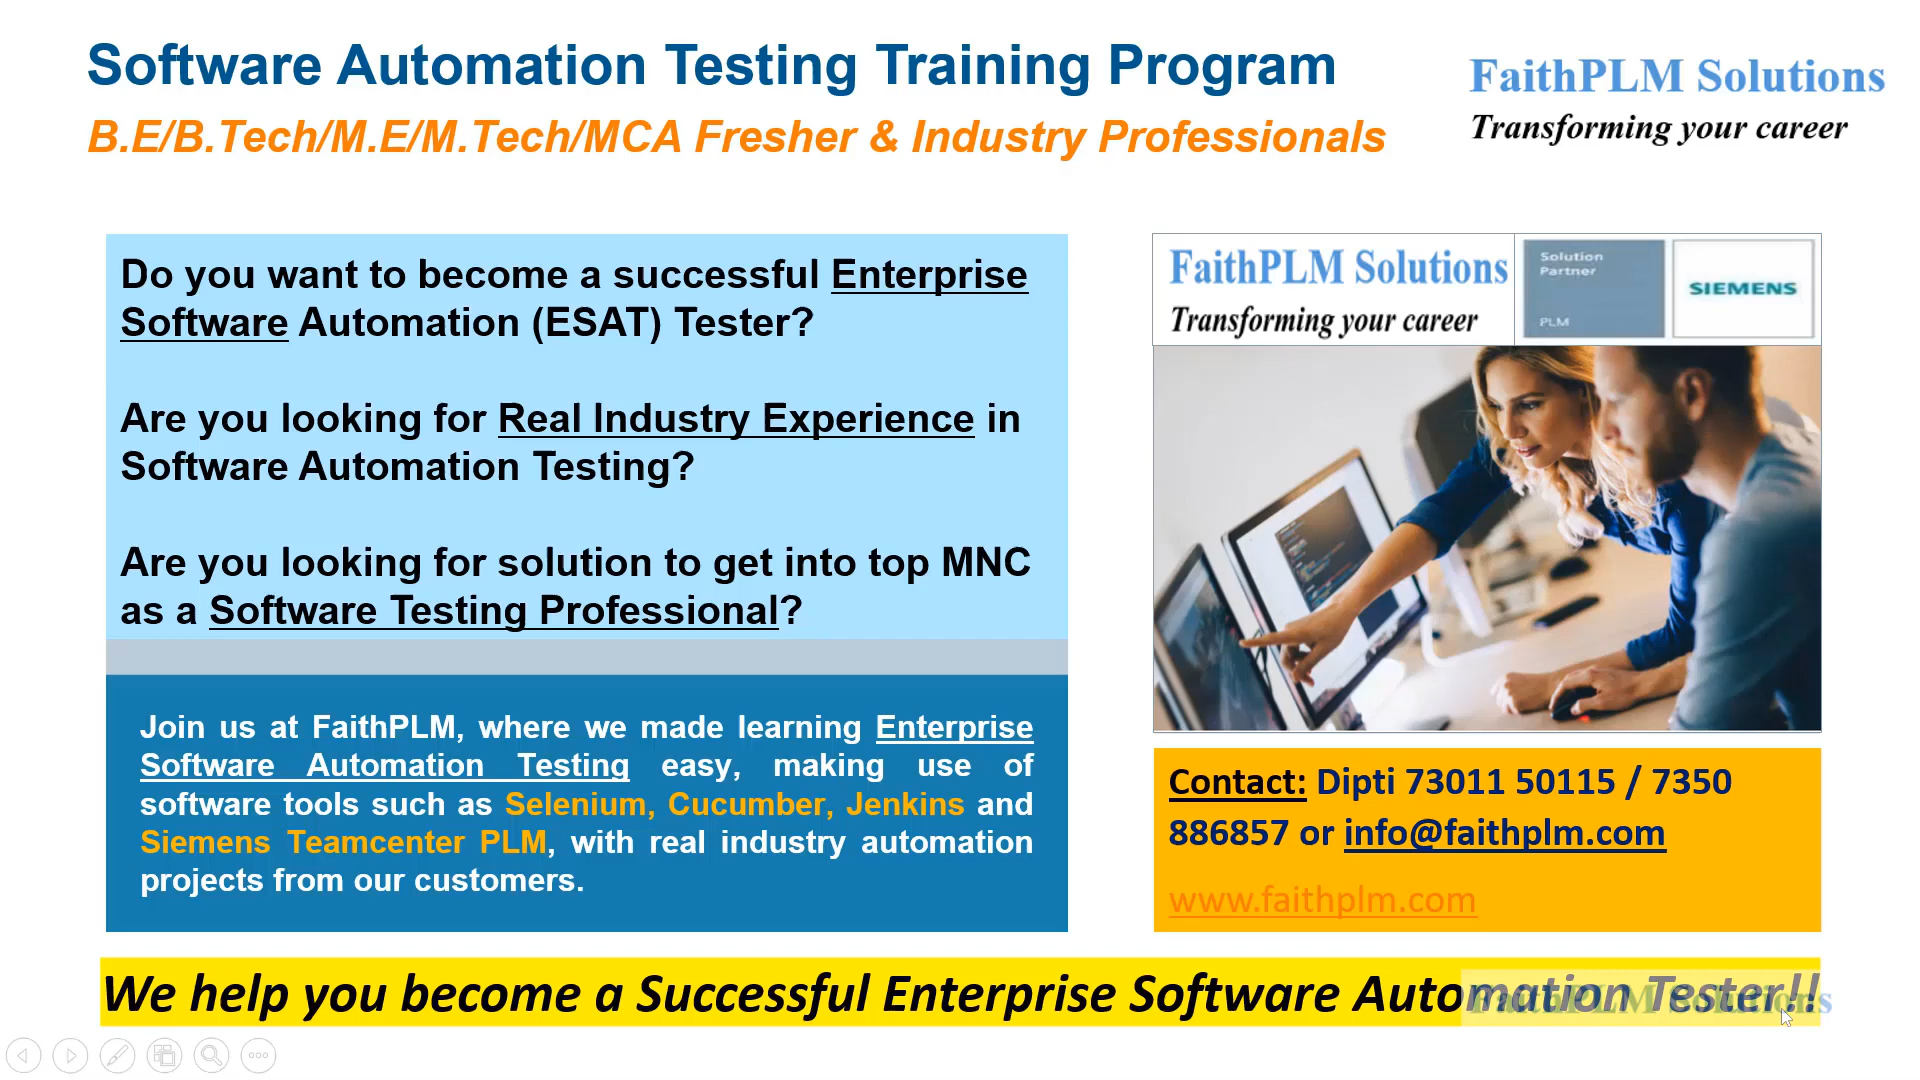 Software Automation Testing Training Program
B.E/B.Tech/M.E/M.Tech/MCA Fresher & Industry Professionals
FaithPLM Solutions
Transforming your career
Do you want to become a successful Enterprise
Software Automation (ESAT) Tester?
Are you looking for Real Industry Experience in
Software Automation Testing?
Are you looking for solution to get into top MNC
as a Software Testing Professional?
Join us at FaithPLM, where we made learning Enterprise
Software Automation Testing easy, making use of
software tools such as Selenium, Cucumber, Jenkins and
Siemens Teamcenter PLM, with real industry automation
projects from our customers.
FaithPLM Solutions
Transforming your career
Solution
Partner
PLM
SIEMENS
Contact: Dipti 73011 50115 / 7350
886857 or info@faithplm.com
www.faithplm.com
We help you become a Successful Enterprise Software Automation Tester!!
FaithPLM Solutions